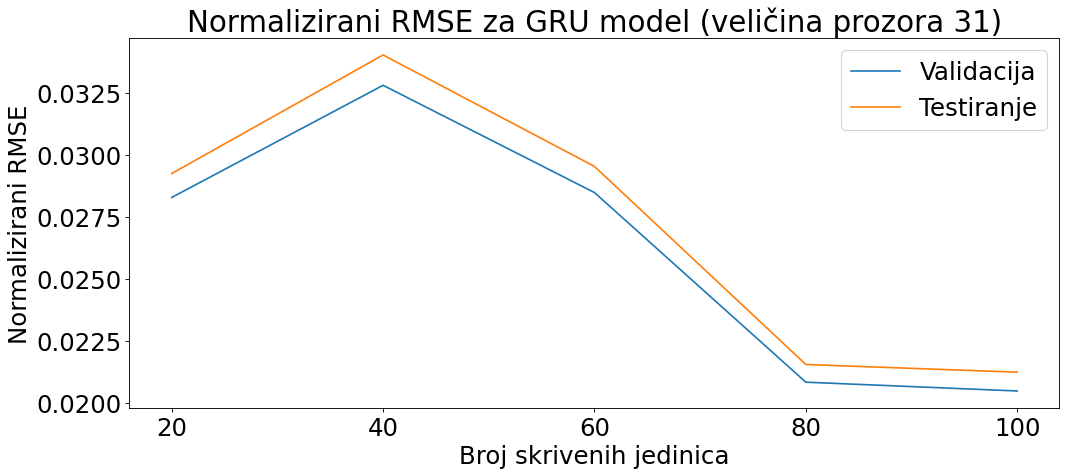 Normalizirani RMSE za GRU model (veličina prozora 31)
Validacija
Testiranje
Normalizirani RMSE
0.0325
0.0300
0.0275
0.0250
0.0225
0.0200
20 40 60 80 100
Broj skrivenih jedinica